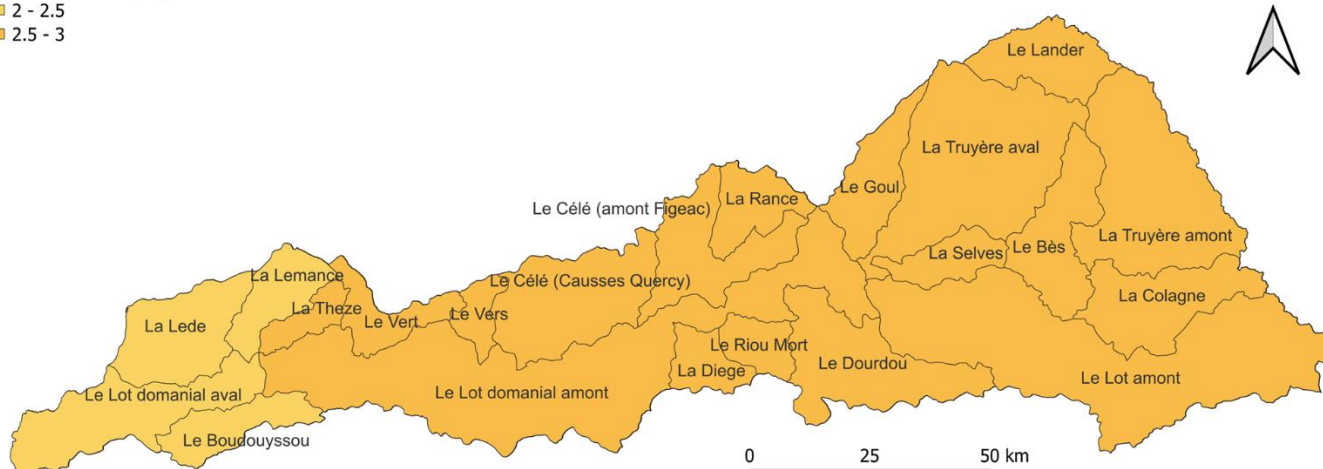 2 - 2.5
2.5 - 3
Le Lander
La Truyère aval
Le Goul
La Rance
Le Célé (amont Figeac)
La Truyère amont
La Selves
Le Bès
La Lemance
Le Célé (Causses Quercy)
La Colagne
La Theze
Le Vers
Le Vert
La Lede
Le Riou Mort
Le Dourdou
La Diege
Le Lot amont
Le Lot domanial aval
Le Lot domanial amont
Le Boudouyssou
0 25 50 km